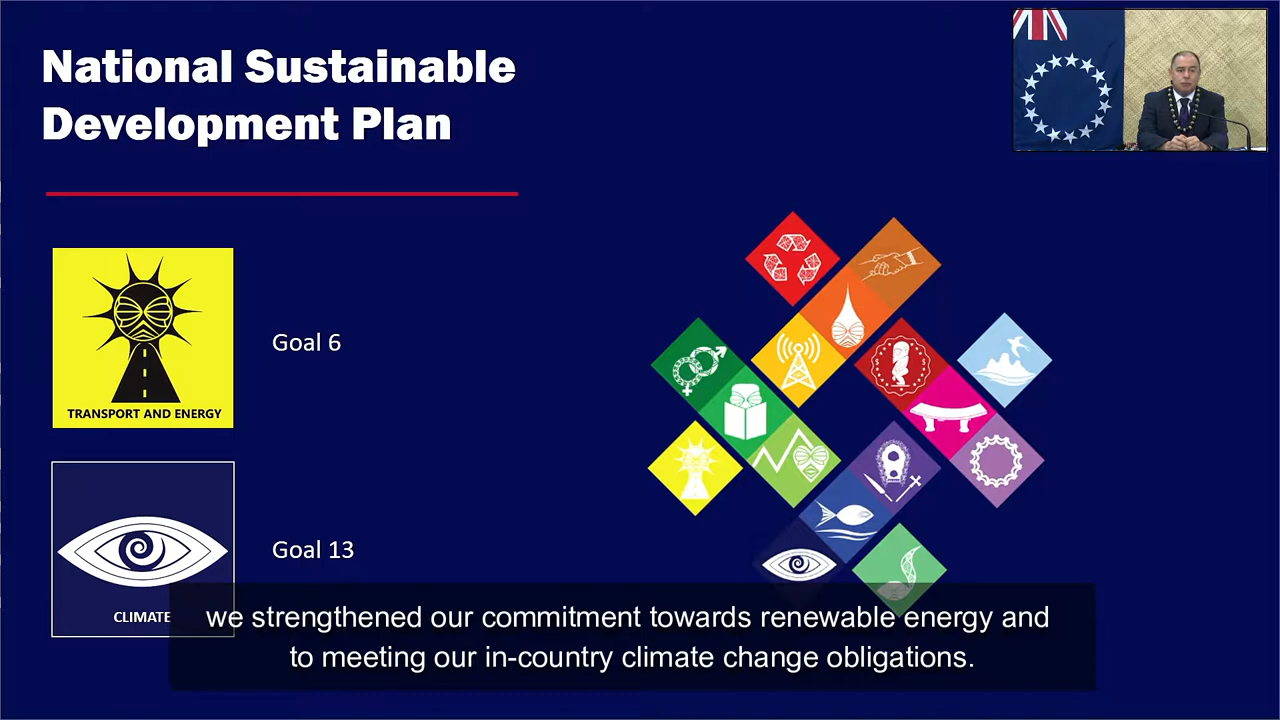 National Sustainable
Development Plan
TRANSPORT AND ENERGY
Goal 6
Goal 13
CLIMATE
we strengthened our commitment towards renewable energy and
to meeting our in-country climate change obligations.